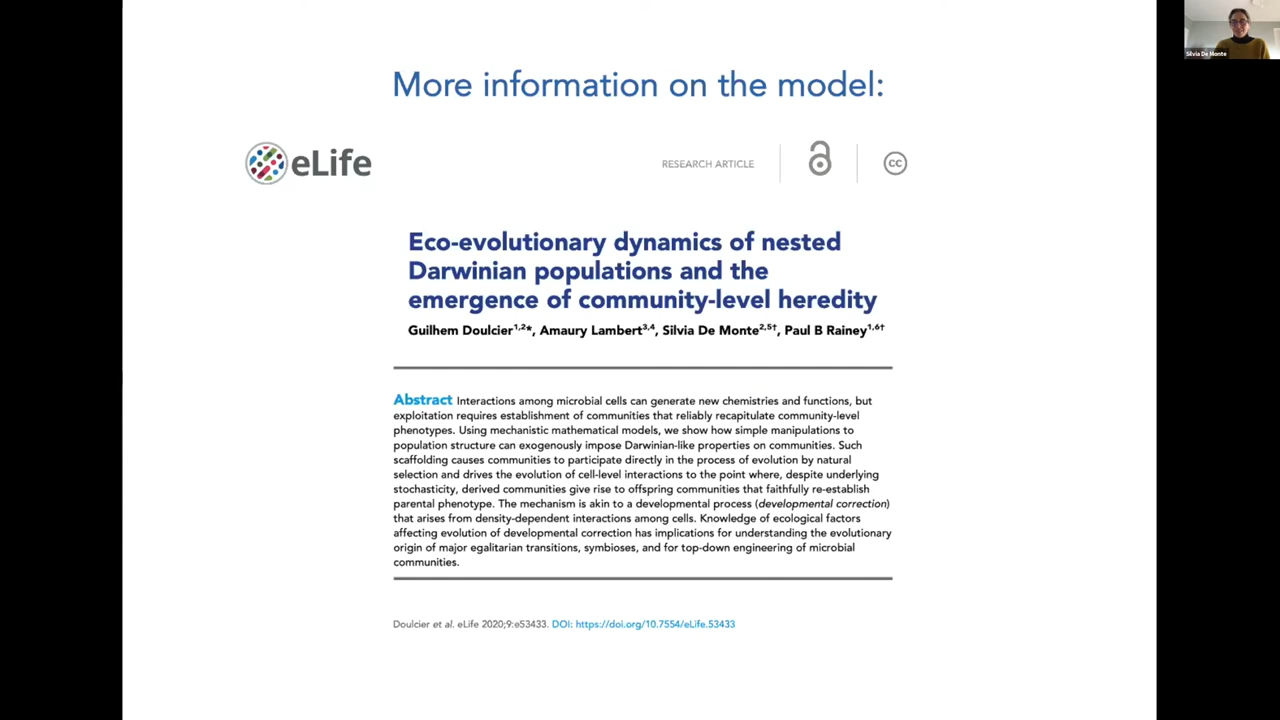 Silvia De Monte
More information on the model:
eLife
RESEARCH ARTICLE
cc
Eco-evolutionary dynamics of nested
Darwinian populations and the
emergence of community-level heredity
Guilhem Doulcier1,2*, Amaury Lambert3,4, Silvia De Monte2,5†, Paul B Rainey1,6†
Abstract Interactions among microbial cells can generate new chemistries and functions, but
exploitation requires establishment of communities that reliably recapitulate community-level
phenotypes. Using mechanistic mathematical models, we show how simple manipulations to
population structure can exogenously impose Darwinian-like properties on communities. Such
scaffolding causes communities to participate directly in the process of evolution by natural
selection and drives the evolution of cell-level interactions to the point where, despite underlying
stochasticity, derived communities give rise to offspring communities that faithfully re-establish
parental phenotype. The mechanism is akin to a developmental process (developmental correction)
that arises from density-dependent interactions among cells. Knowledge of ecological factors
affecting evolution of developmental correction has implications for understanding the evolutionary
origin of major egalitarian transitions, symbioses, and for top-down engineering of microbial
communities.
Doulcier et al. eLife 2020;9:e53433. DOI: https://doi.org/10.7554/eLife.53433